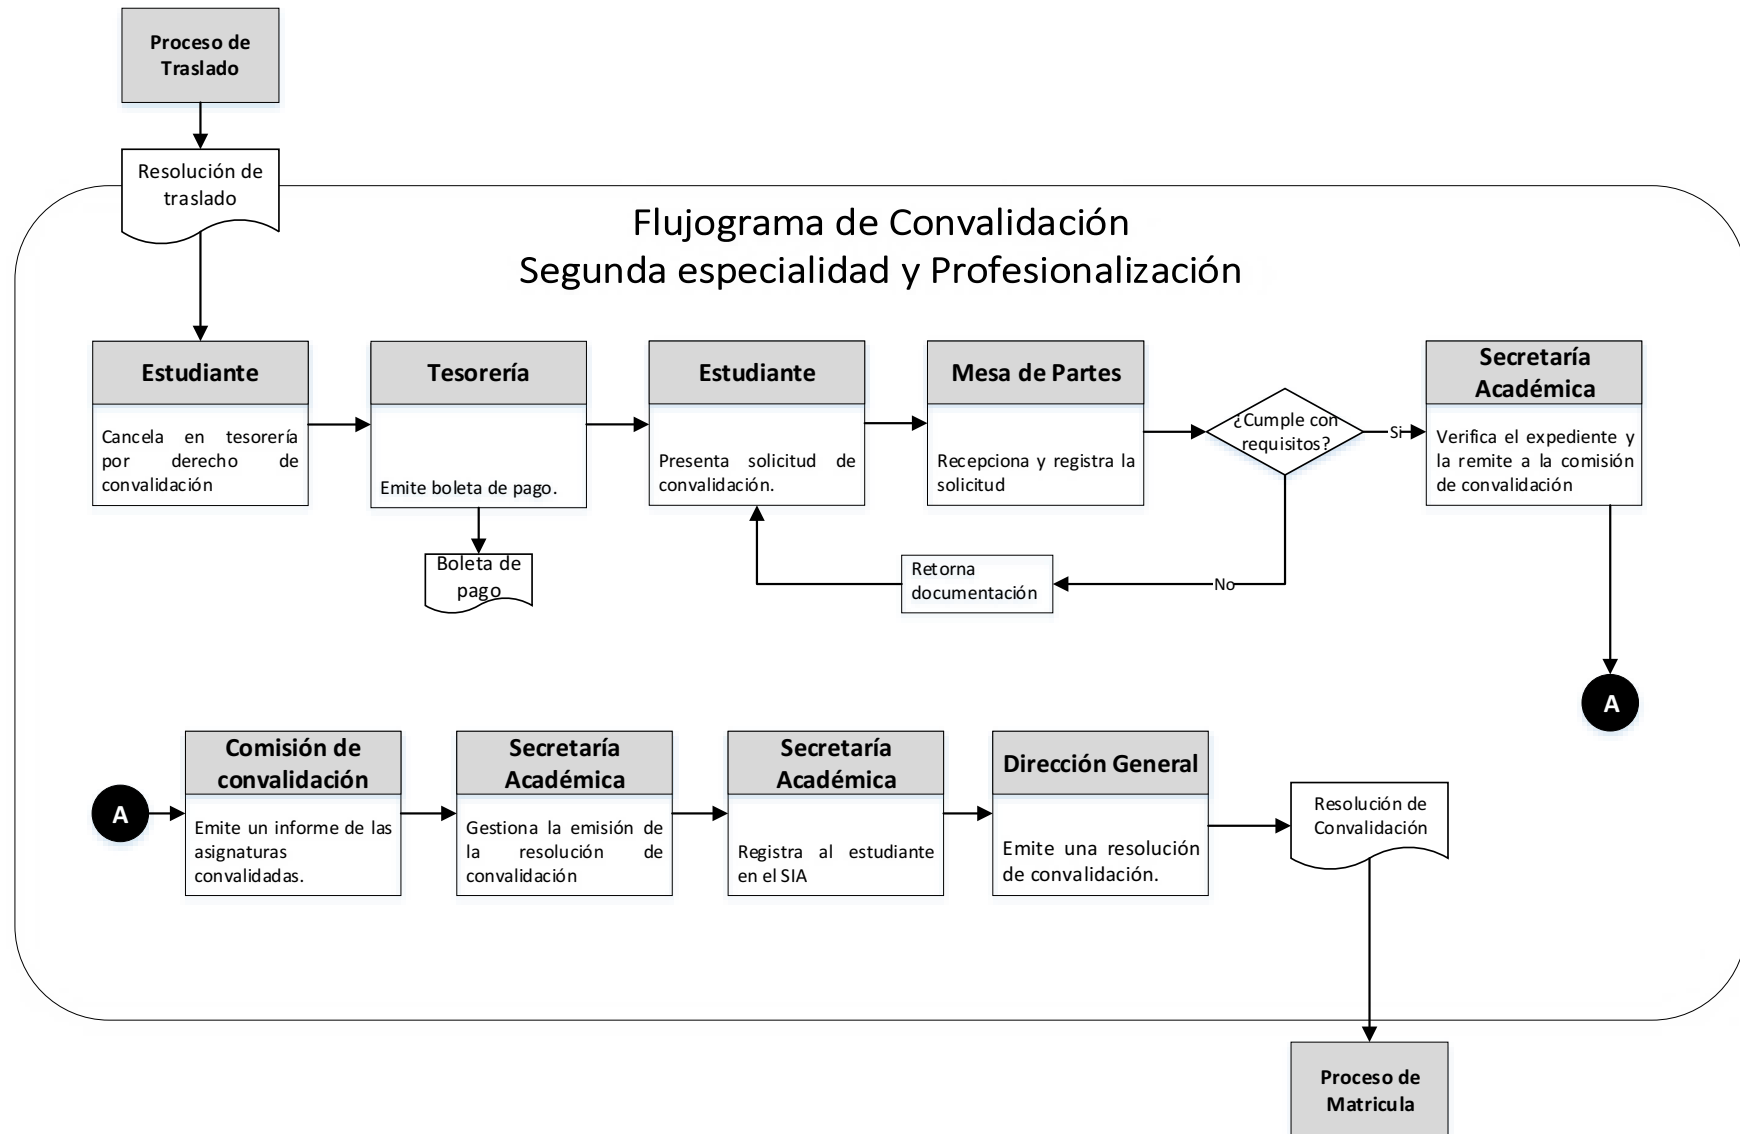 Proceso de
Traslado
Resolución de
traslado
Flujograma de Convalidación
Segunda especialidad y Profesionalización
Estudiante
Cancela en tesorería
por derecho de
convalidación
Tesorería
Emite boleta de pago.
Boleta de
pago
Estudiante
Presenta solicitud de
convalidación.
Mesa de Partes
Recepciona y registra la
solicitud
¿Cumple con
requisitos?
Si
No
Retorna
documentación
Secretaría
Académica
Verifica el expediente y
la remite a la comisión
de convalidación
A
A
Comisión de
convalidación
Emite un informe de las
asignaturas
convalidadas.
Secretaría
Académica
Gestiona la emisión de
la resolución de
convalidación
Secretaría
Académica
Registra al estudiante
en el SIA
Dirección General
Emite una resolución
de convalidación.
Resolución de
Convalidación
Proceso de
Matricula